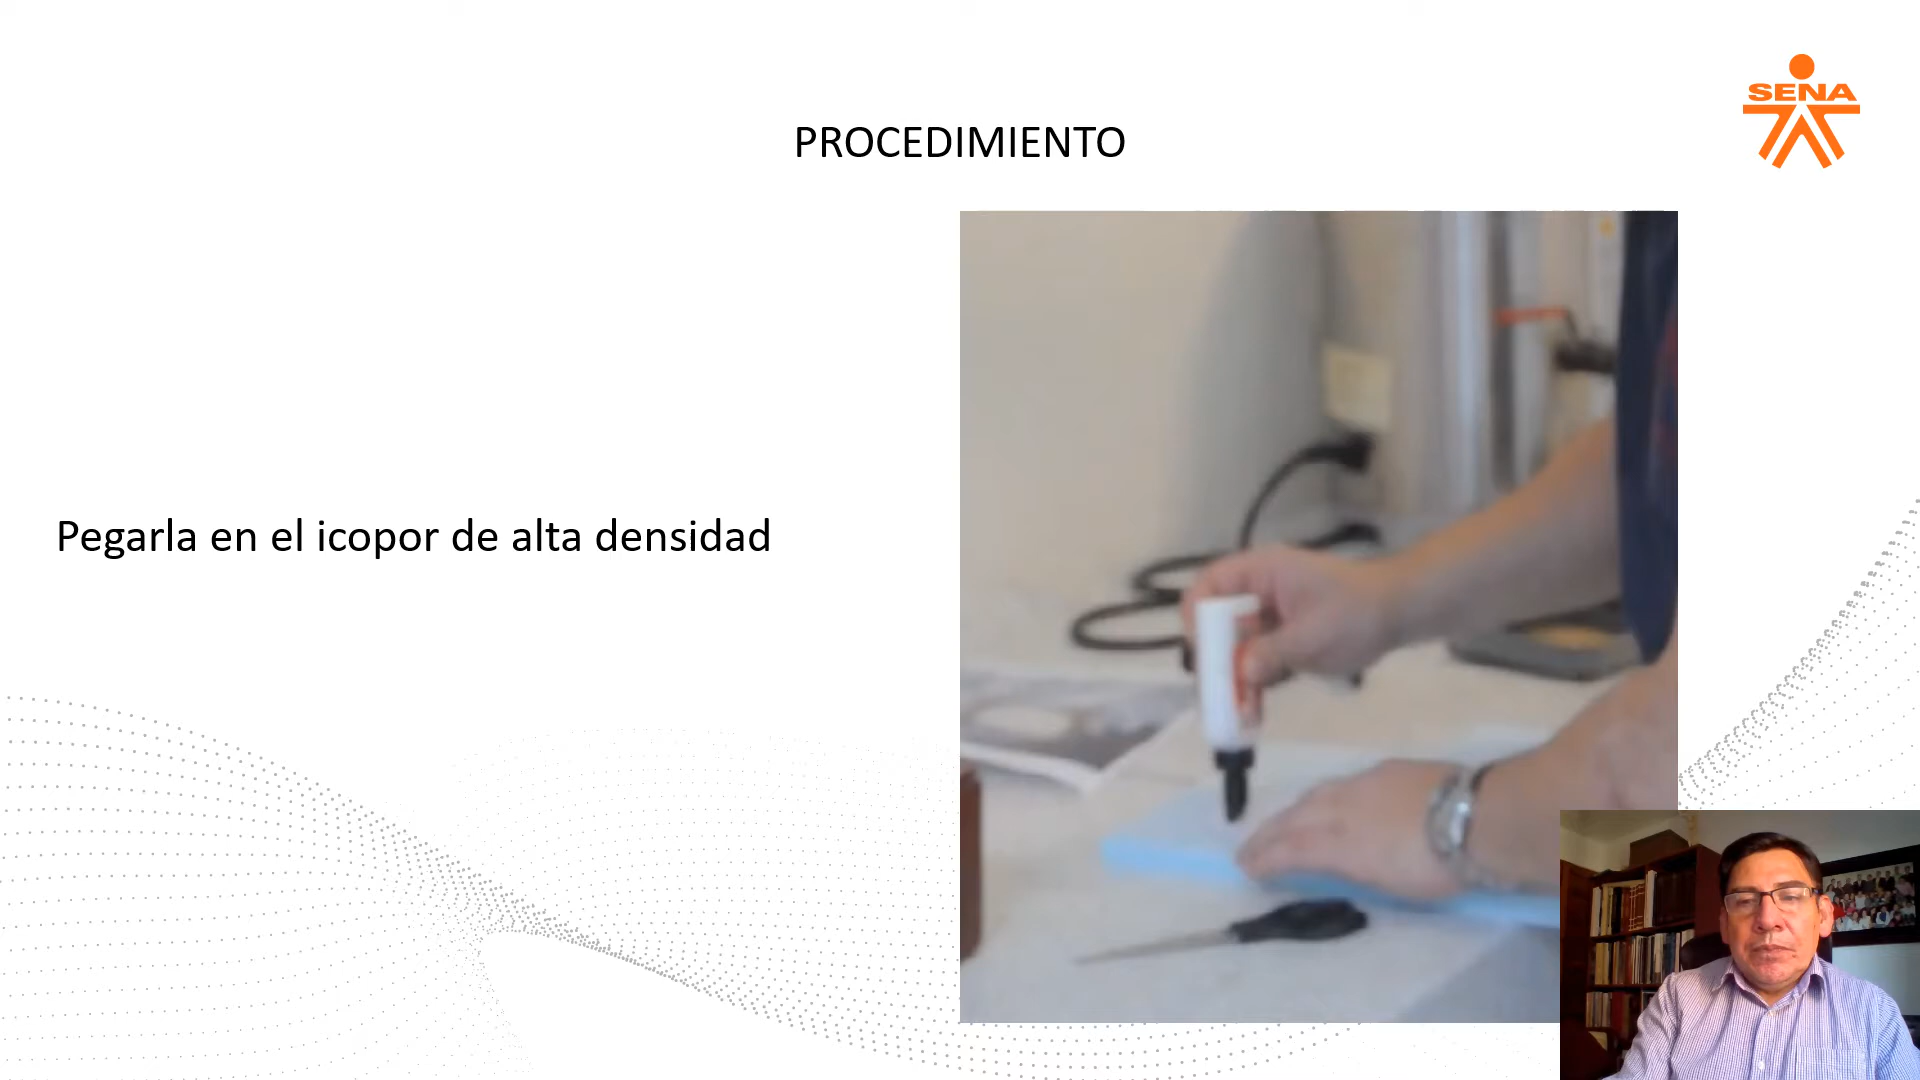 SENA
PROCEDIMIENTO
Pegarla en el icopor de alta densidad